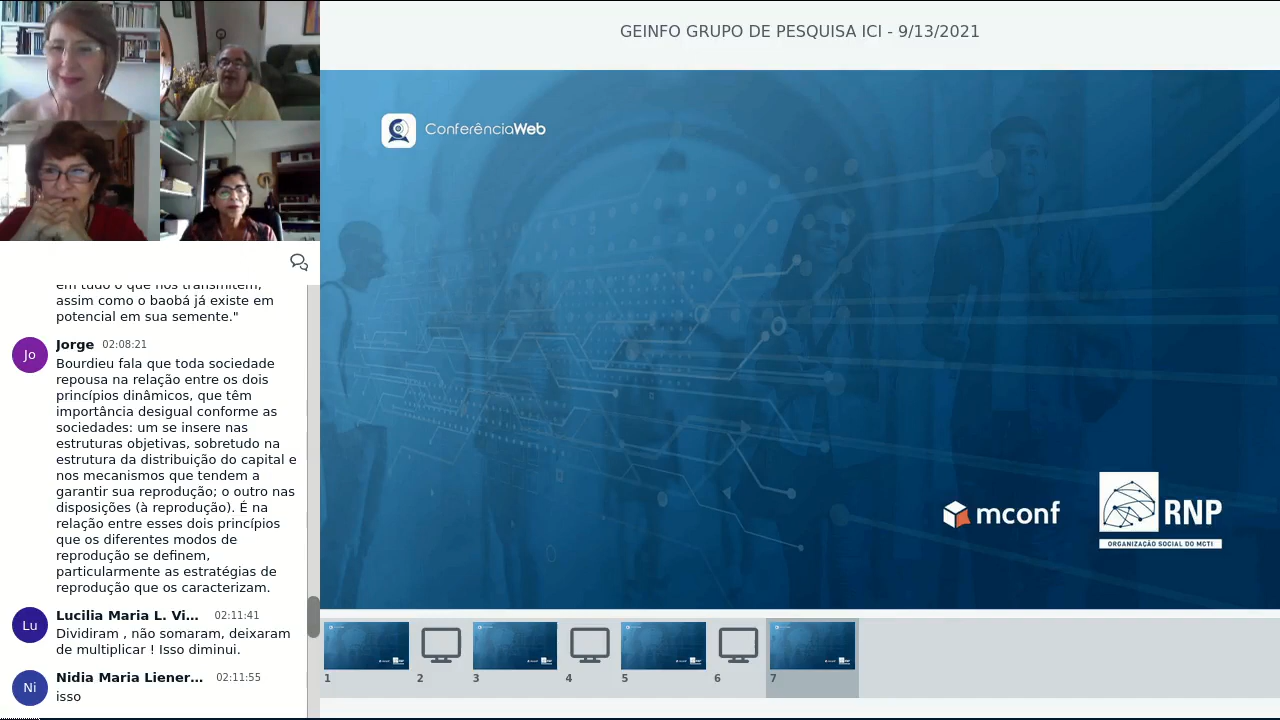 GEINFO GRUPO DE PESQUISA ICI - 9/13/2021
ConferênciaWeb
em tudo o que nos transmitem,
assim como o baobá já existe em
potencial em sua semente."
Jo
Jorge 02:08:21
Bourdieu fala que toda sociedade
repousa na relação entre os dois
princípios dinâmicos, que têm
importância desigual conforme as
sociedades: um se insere nas
estruturas objetivas, sobretudo na
estrutura da distribuição do capital e
nos mecanismos que tendem a
garantir sua reprodução; o outro nas
disposições (à reprodução). É na
relação entre esses dois princípios
que os diferentes modos de
reprodução se definem,
particularmente as estratégias de
reprodução que os caracterizam.
Lu
Lucilia Maria L. Vi... 02:11:41
Dividiram , não somaram, deixaram
de multiplicar ! Isso diminui.
Ni
Nidia Maria Liener... 02:11:55
isso
mconf
RNP
ORGANIZAÇÃO SOCIAL DO MCTI
1 2 3 4 5 6 7